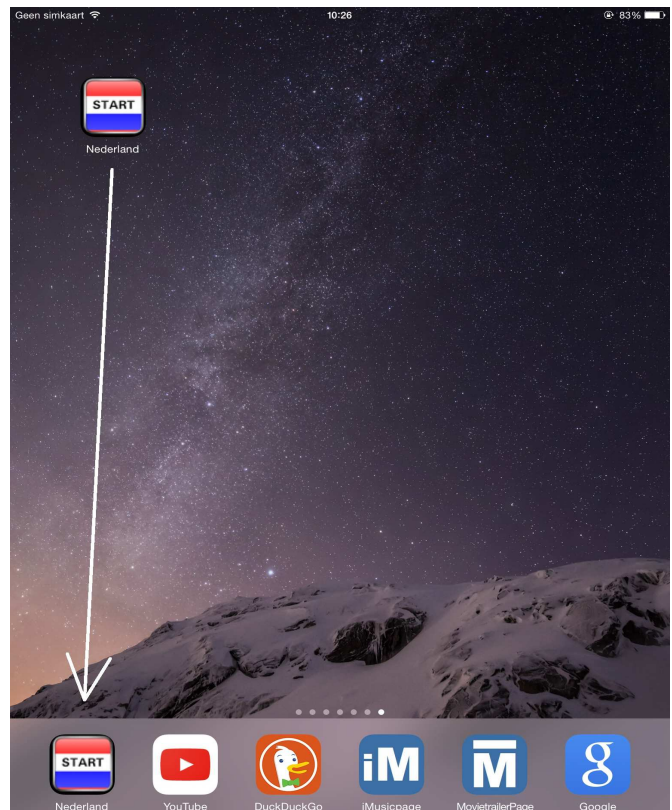 Geen simkaart 10:26 83%
START
Nederland
START iM M g
Nederland YouTube DuckDuckGo iMusicpage MovietrailerPage Google